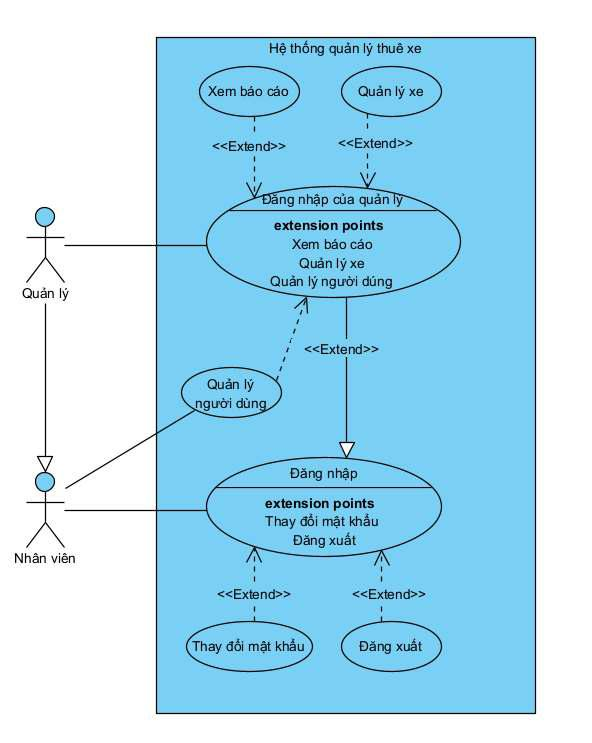 Hệ thống quản lý thuê xe
Xem báo cáo
Quản lý xe
<<Extend>>
<<Extend>>
Đăng nhập của quản lý
extension points
Xem báo cáo
Quản lý xe
Quản lý người dúng
Quản lý
<<Extend>>
Quản lý
người dùng
Đăng nhập
extension points
Thay đổi mật khẩu
Đăng xuất
Nhân viên
<<Extend>>
<<Extend>>
Thay đổi mật khẩu
Đăng xuất